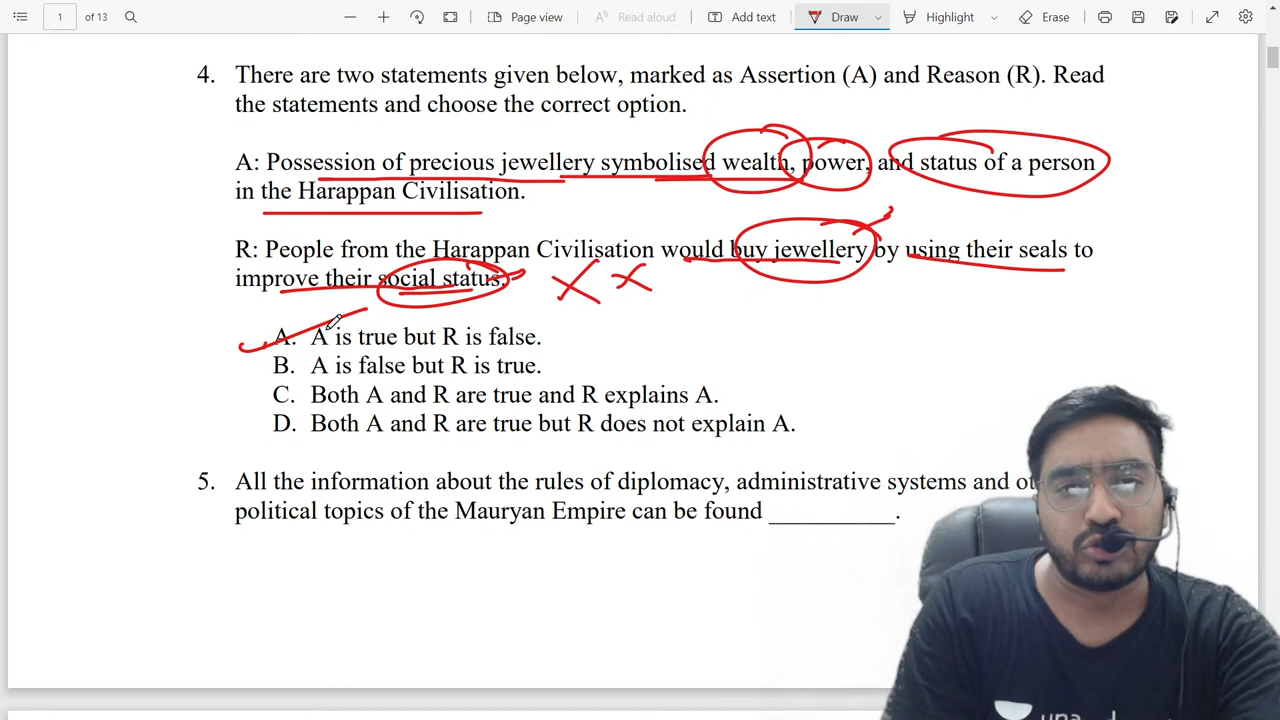 1 of 13 Page view Read aloud Add text Draw Highlight Erase
4. There are two statements given below, marked as Assertion (A) and Reason (R). Read
the statements and choose the correct option.
A: Possession of precious jewellery symbolised wealth, power, and status of a person
in the Harappan Civilisation.
R: People from the Harappan Civilisation would buy jewellery by using their seals to
improve their social status.
A. A is true but R is false.
B. A is false but R is true.
C. Both A and R are true and R explains A.
D. Both A and R are true but R does not explain A.
5. All the information about the rules of diplomacy, administrative systems and
political topics of the Mauryan Empire can be found __________.